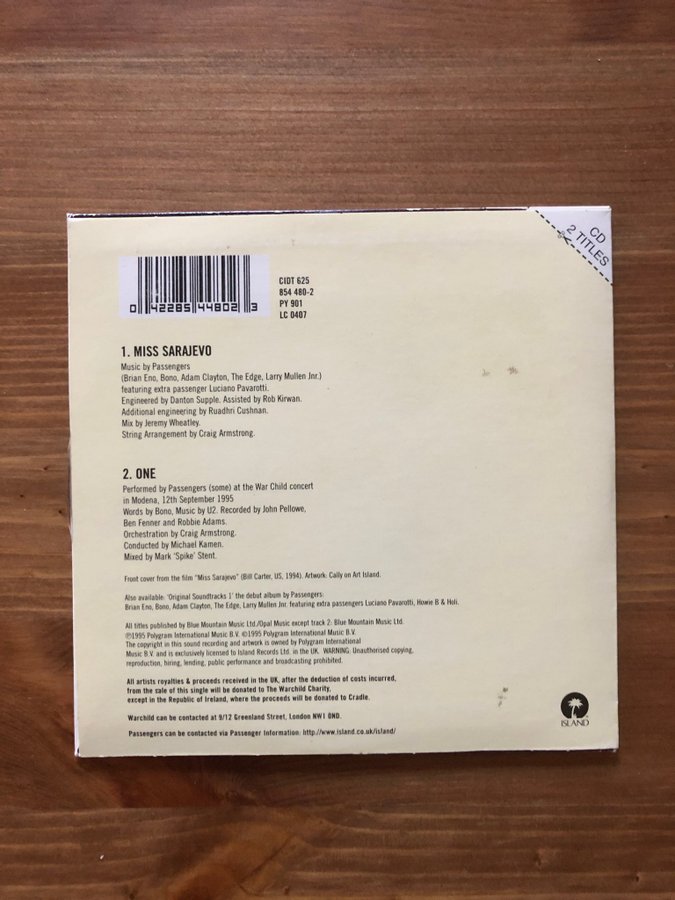 CD
2 TITLES
0 42285 44802 3
CIDT 625
854 480-2
PY 901
LC 0407
1. MISS SARAJEVO
Music by Passengers
(Brian Eno, Bono, Adam Clayton, The Edge, Larry Mullen Jnr.)
featuring extra passenger Luciano Pavarotti.
Engineered by Danton Supple. Assisted by Rob Kirwan.
Additional engineering by Ruadhri Cushnan.
Mix by Jeremy Wheatley.
String Arrangement by Craig Armstrong.
2. ONE
Performed by Passengers (some) at the War Child concert
in Modena, 12th September 1995
Words by Bono, Music by U2. Recorded by John Pellowe,
Ben Fenner and Robbie Adams.
Orchestration by Craig Armstrong.
Conducted by Michael Kamen.
Mixed by Mark 'Spike' Stent.
Front cover from the film "Miss Sarajevo" (Bill Carter, US, 1994). Artwork: Cally on Art Island.
Also available: 'Original Soundtracks 1' the debut album by Passengers:
Brian Eno, Bono, Adam Clayton, The Edge, Larry Mullen Jnr. featuring extra passengers Luciano Pavarotti, Howie B & Holi.
All titles published by Blue Mountain Music Ltd./Opal Music except track 2: Blue Mountain Music Ltd.
℗1995 Polygram International Music B.V. ©1995 Polygram International Music B.V.
The copyright in this sound recording and artwork is owned by Polygram International
Music B.V. and is exclusively licensed to Island Records Ltd. in the UK. WARNING: Unauthorised copying,
reproduction, hiring, lending, public performance and broadcasting prohibited.
All artists royalties & proceeds received in the UK, after the deduction of costs incurred,
from the sale of this single will be donated to The Warchild Charity,
except in the Republic of Ireland, where the proceeds will be donated to Cradle.
Warchild can be contacted at 9/12 Greenland Street, London NW1 0ND.
Passengers can be contacted via Passenger Information: http://www.island.co.uk/island/
ISLAND